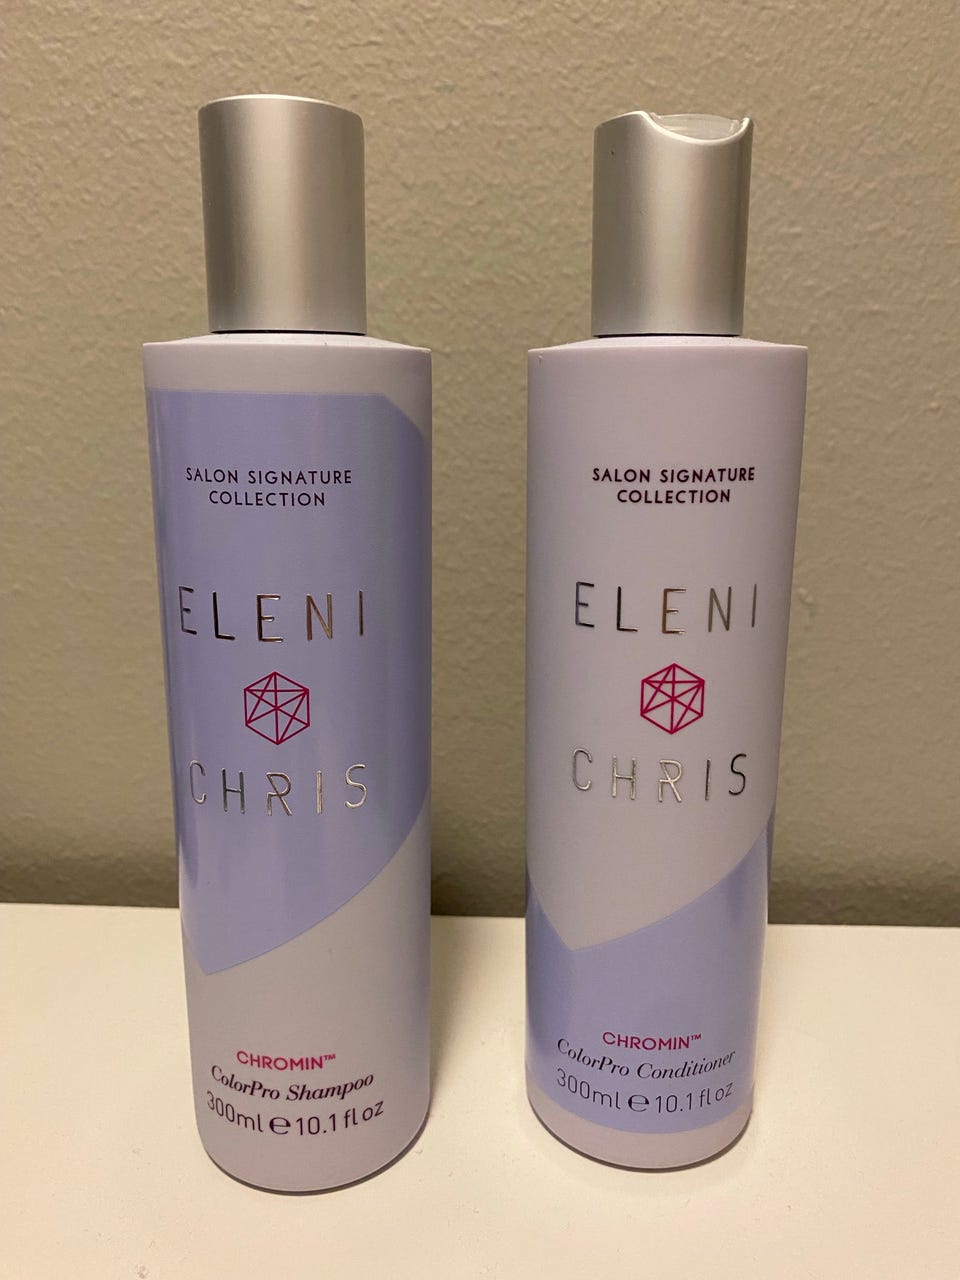 SALON SIGNATURE
COLLECTION
ELENI
CHRIS
CHROMIN™
ColorPro Shampoo
300ml ℮ 10.1 fl oz
SALON SIGNATURE
COLLECTION
ELENI
CHRIS
CHROMIN™
ColorPro Conditioner
300ml ℮ 10.1 fl oz